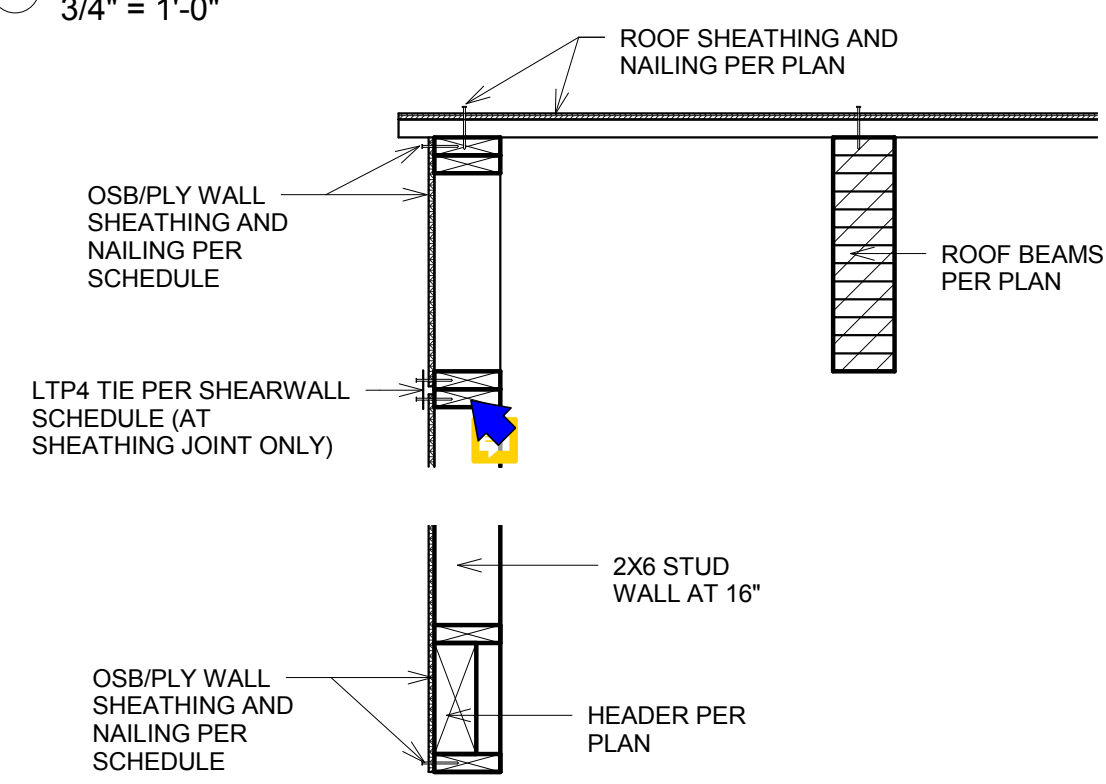 3/4" = 1'-0"
ROOF SHEATHING AND
NAILING PER PLAN
OSB/PLY WALL
SHEATHING AND
NAILING PER
SCHEDULE
ROOF BEAMS
PER PLAN
LTP4 TIE PER SHEARWALL
SCHEDULE (AT
SHEATHING JOINT ONLY)
2X6 STUD
WALL AT 16"
OSB/PLY WALL
SHEATHING AND
NAILING PER
SCHEDULE
HEADER PER
PLAN